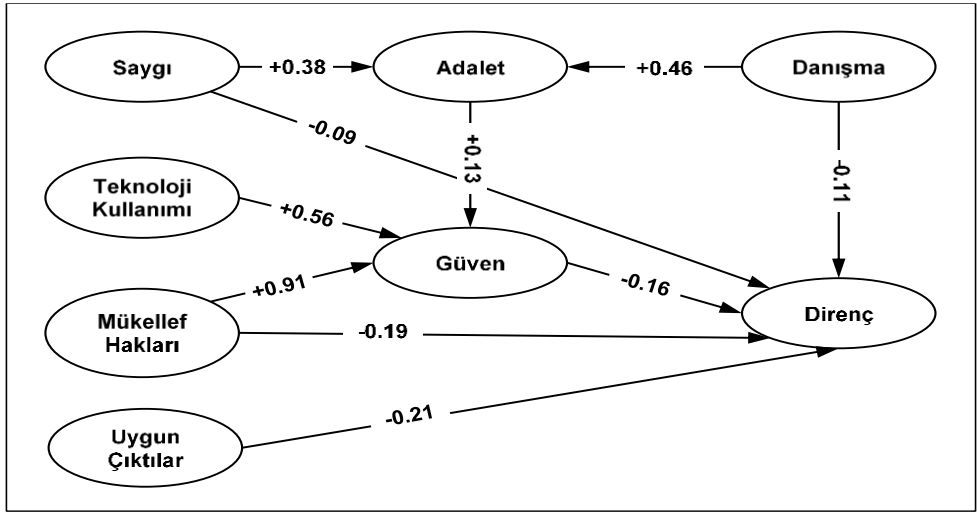 Saygı
+0.38
Adalet
+0.46
Danışma
-0.09
+0.13
-0.11
Teknoloji
Kullanımı
+0.56
Güven
+0.91
-0.16
Mükellef
Hakları
-0.19
Direnç
-0.21
Uygun
Çıktılar